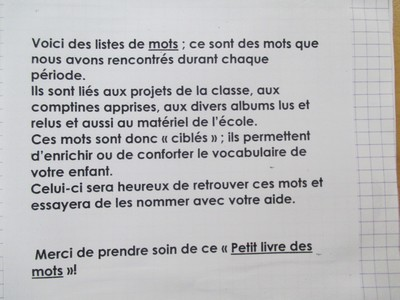 Voici des listes de mots ; ce sont des mots que
nous avons rencontrés durant chaque
période.
Ils sont liés aux projets de la classe, aux
comptines apprises, aux divers albums lus et
relus et aussi au matériel de l'école.
Ces mots sont donc « ciblés » ; ils permettent
d'enrichir ou de conforter le vocabulaire de
votre enfant.
Celui-ci sera heureux de retrouver ces mots et
essayera de les nommer avec votre aide.
Merci de prendre soin de ce « Petit livre des
mots »!